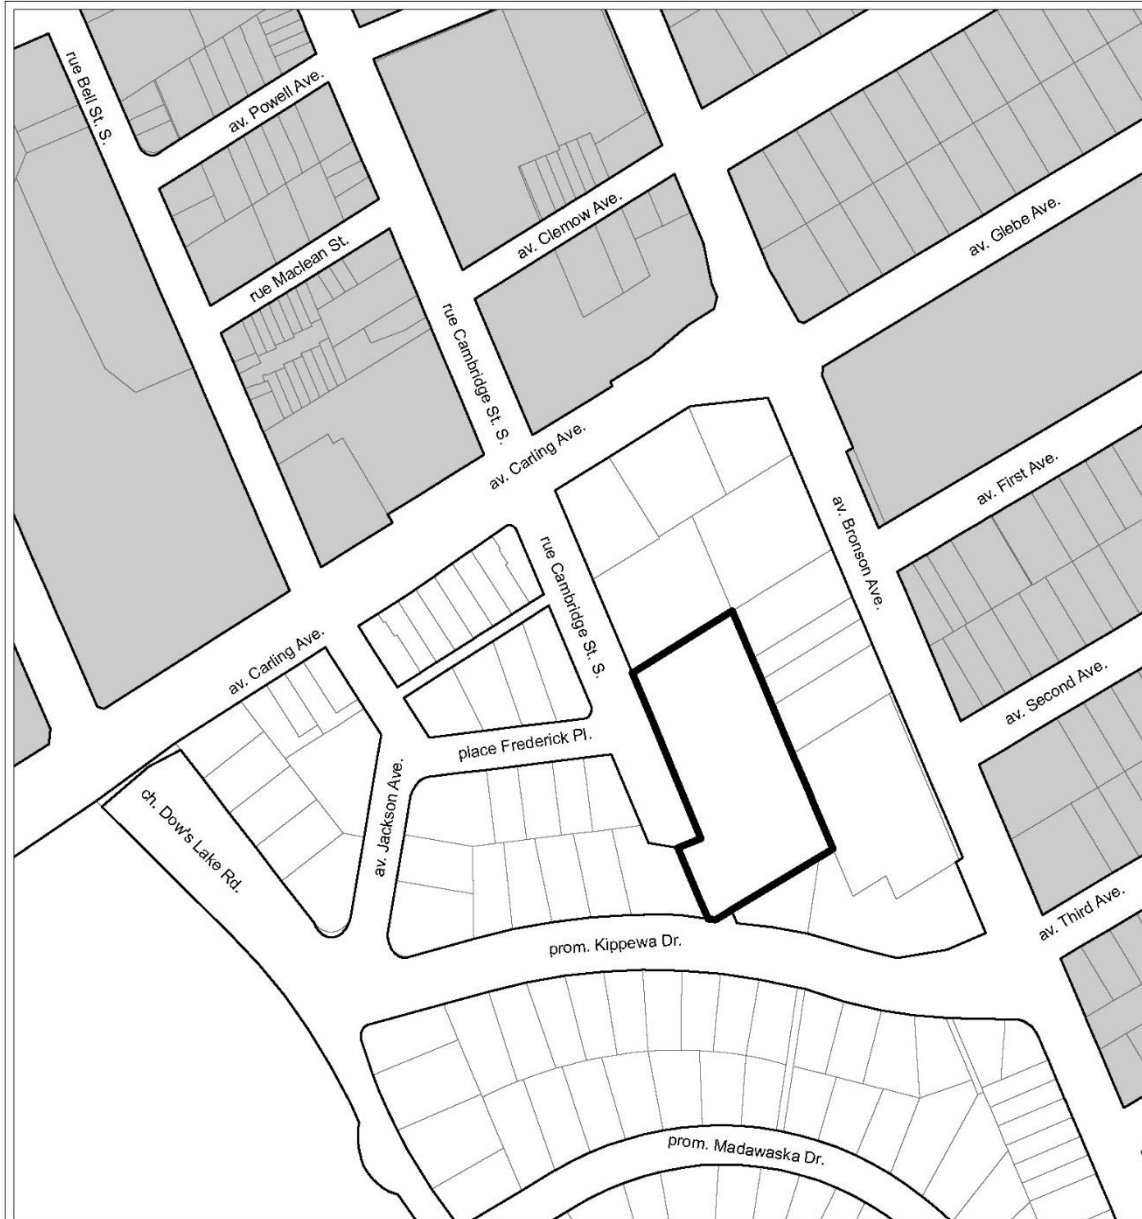 rue Bell St. S.
av. Powell Ave.
rue Maclean St.
av. Clemow Ave.
av. Glebe Ave.
rue Cambridge St. S.
av. Carling Ave.
av. First Ave.
av. Bronson Ave.
rue Cambridge St. S.
av. Carling Ave.
av. Second Ave.
place Frederick Pl.
av. Jackson Ave.
ch. Dow's Lake Rd.
av. Third Ave.
prom. Kippewa Dr.
prom. Madawaska Dr.